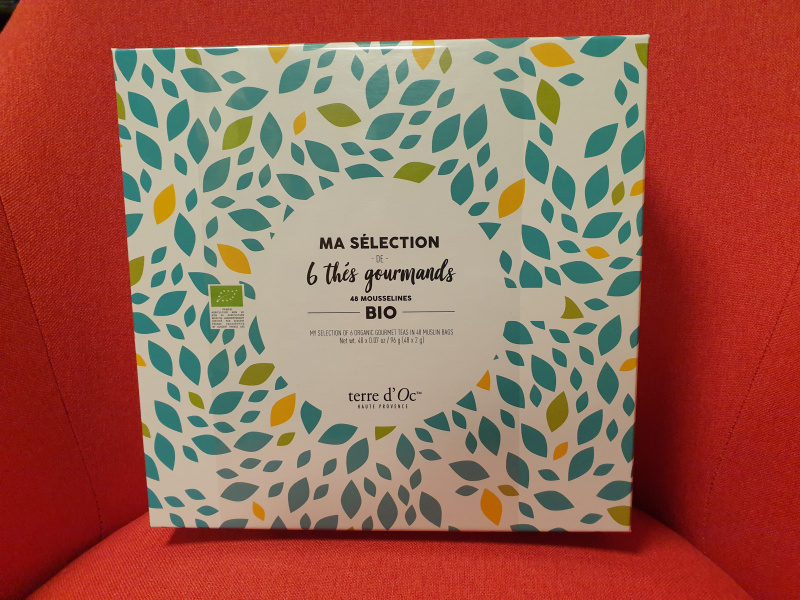 MA SÉLECTION
- DE -
6 thés gourmands
48 MOUSSELINES
BIO
MY SELECTION OF 6 ORGANIC GOURMET TEAS IN 48 MUSLIN BAGS
Net wt. 48 x 0.07 oz / 96 g (48 x 2 g)
terre d'Oc™
HAUTE PROVENCE